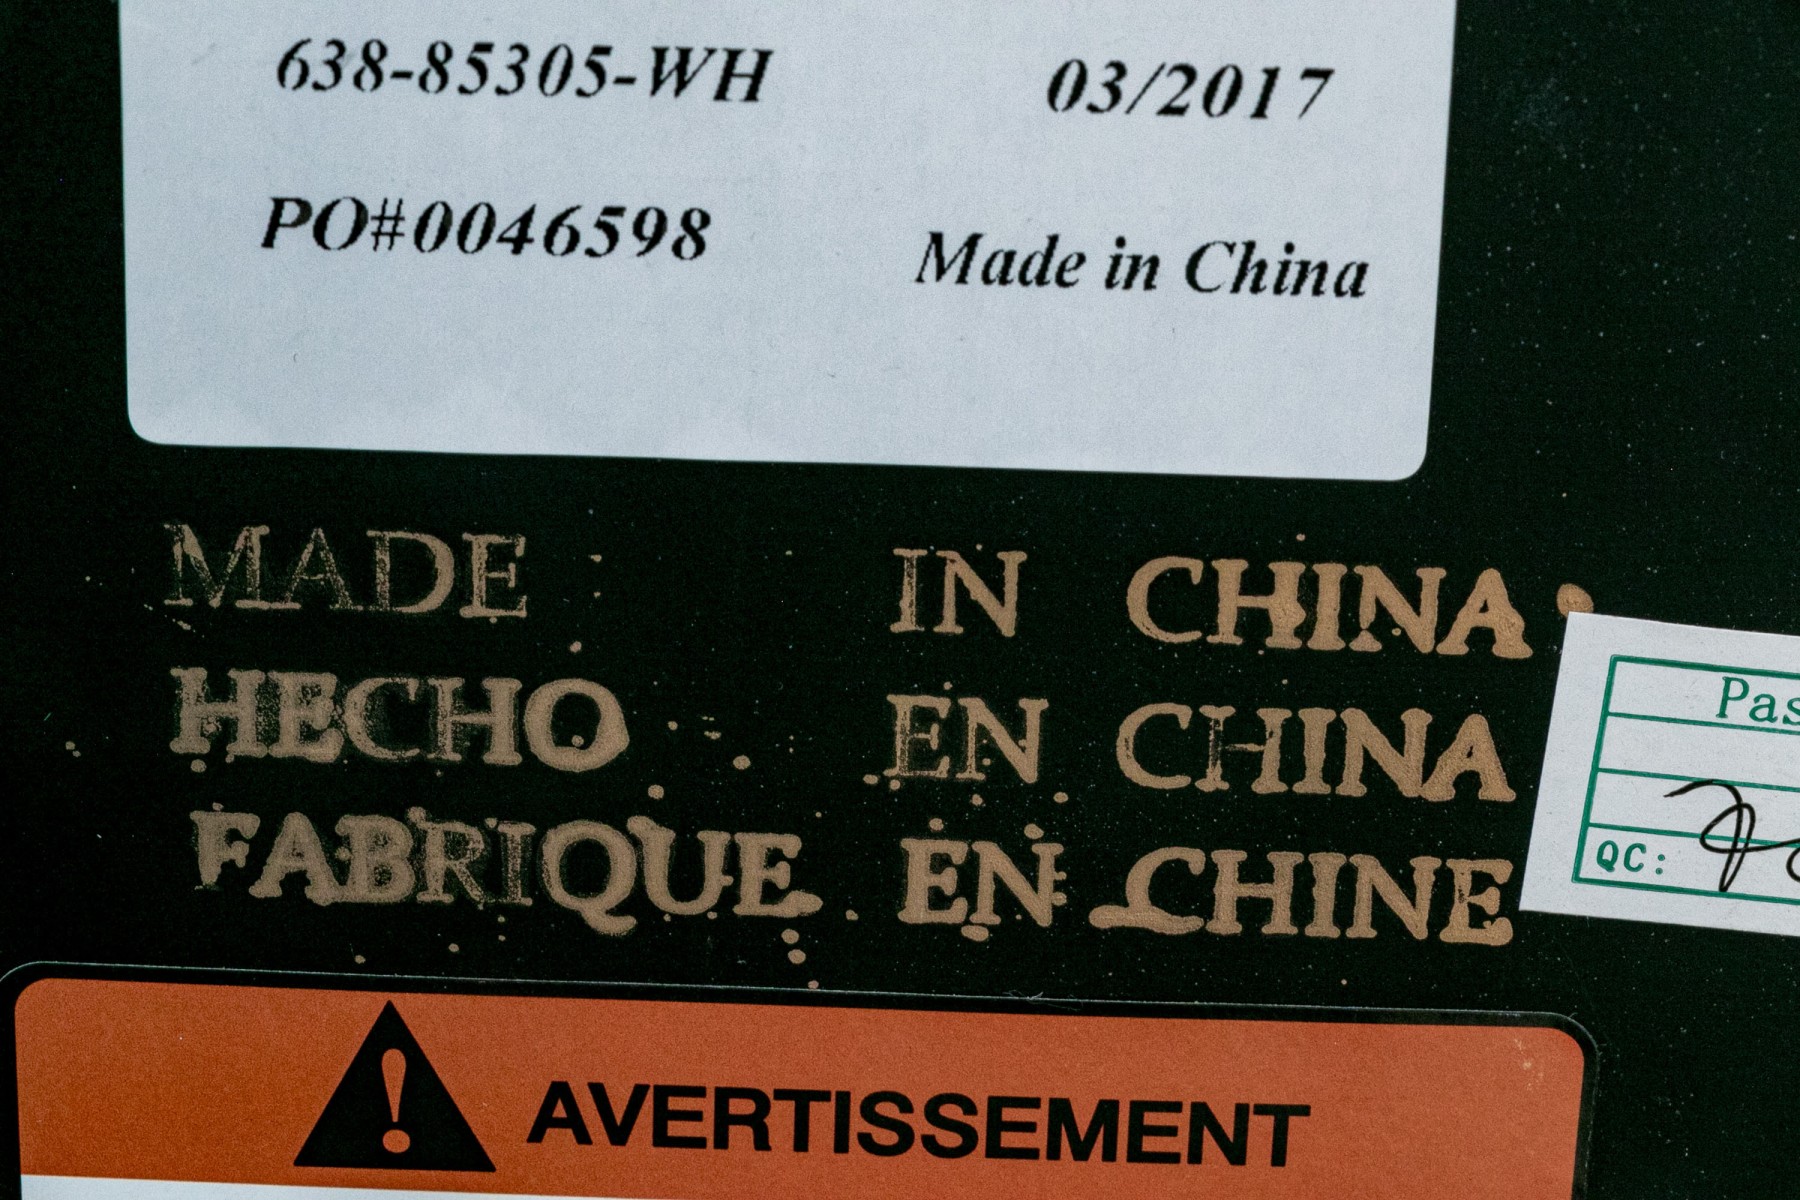 638-85305-WH 03/2017
PO#0046598 Made in China
MADE IN CHINA
HECHO EN CHINA
FABRIQUE EN CHINE
Pas
QC:
AVERTISSEMENT